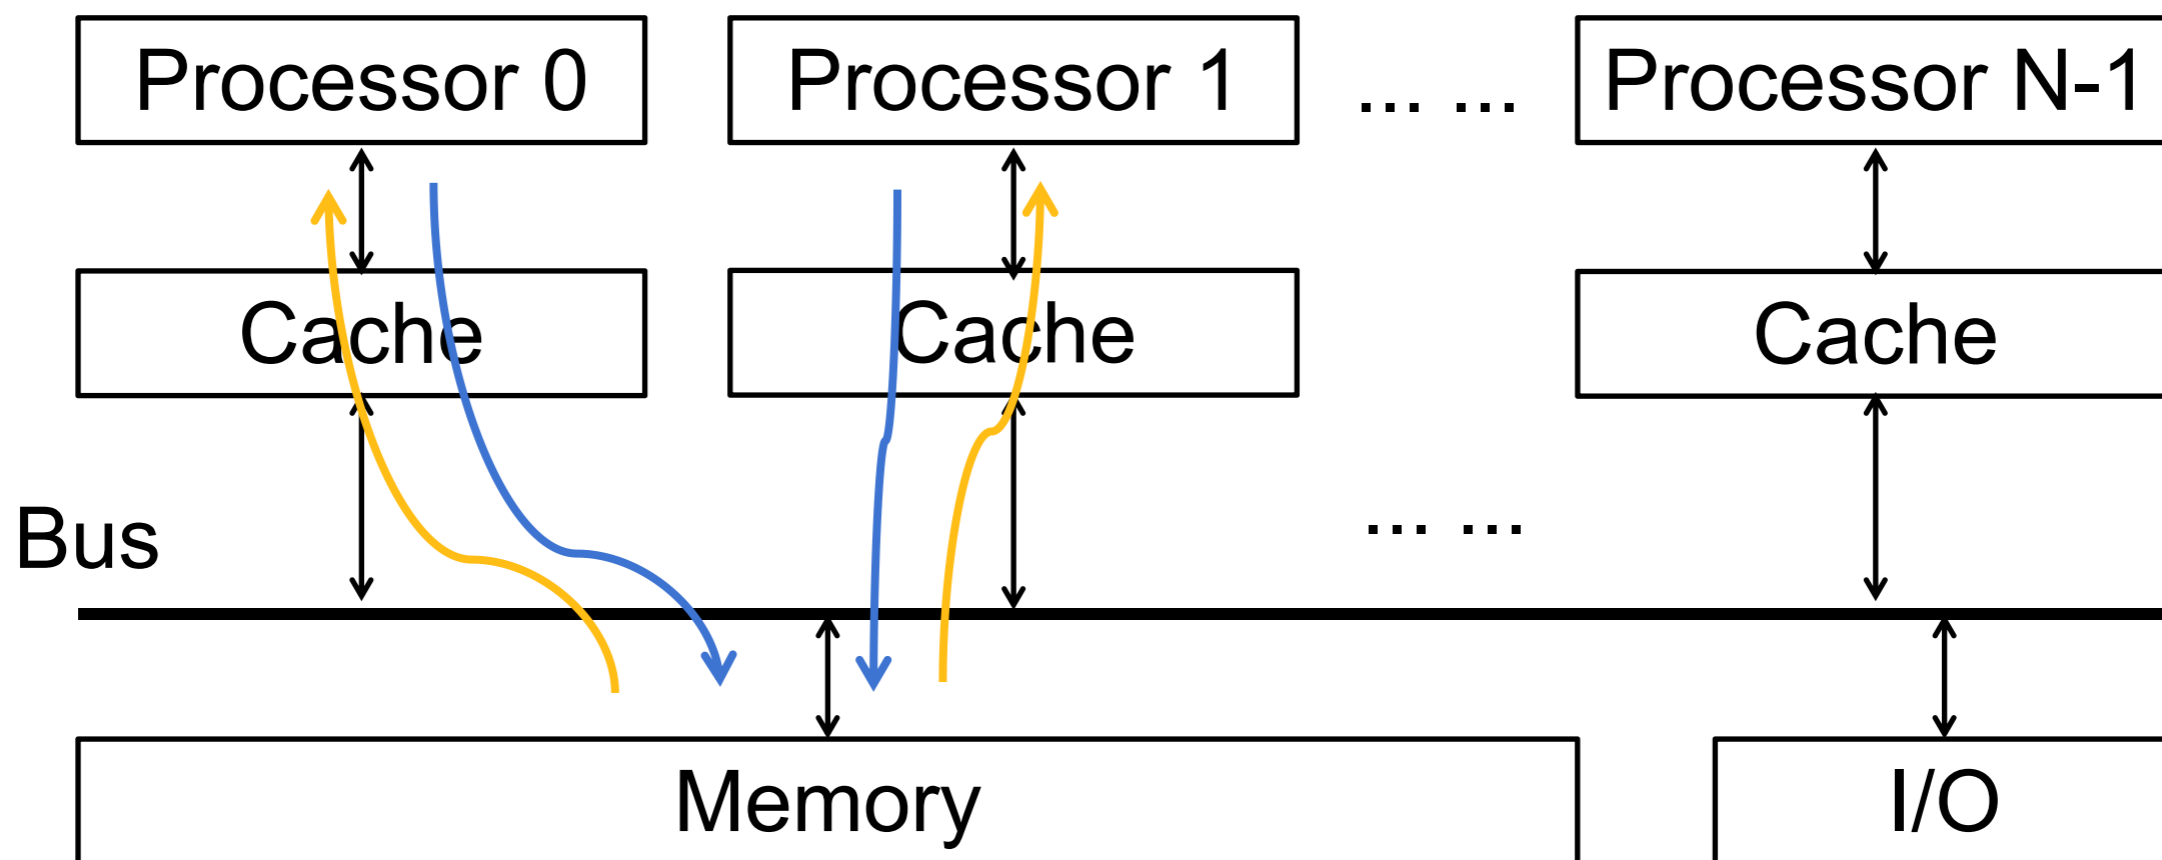 Processor 0
Processor 1
... ...
Processor N-1
Cache
Cache
Cache
Bus
... ...
Memory
I/O